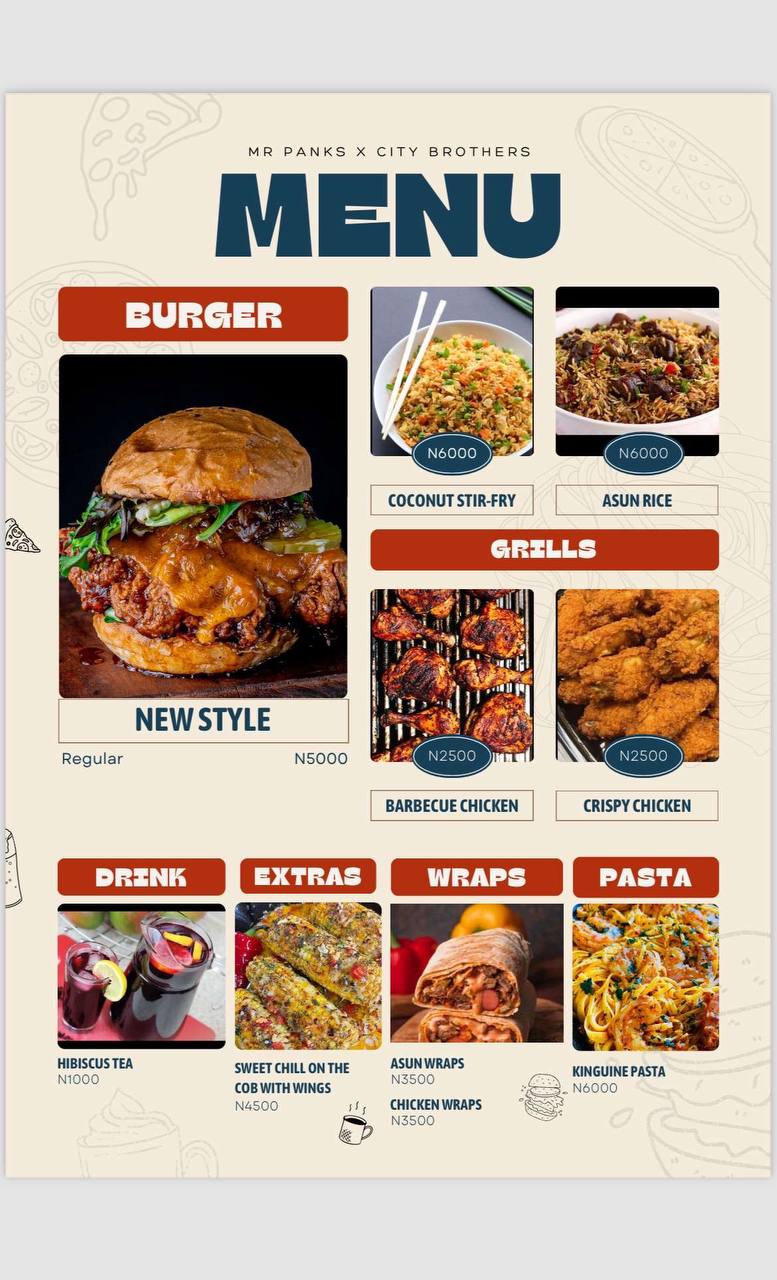 MR PANKS X CITY BROTHERS
MENU
BURGER
NEW STYLE
Regular N5000
N6000
COCONUT STIR-FRY
N6000
ASUN RICE
GRILLS
N2500
BARBECUE CHICKEN
N2500
CRISPY CHICKEN
DRINK
HIBISCUS TEA
N1000
EXTRAS
SWEET CHILL ON THE
COB WITH WINGS
N4500
WRAPS
ASUN WRAPS
N3500
CHICKEN WRAPS
N3500
PASTA
KINGUINE PASTA
N6000